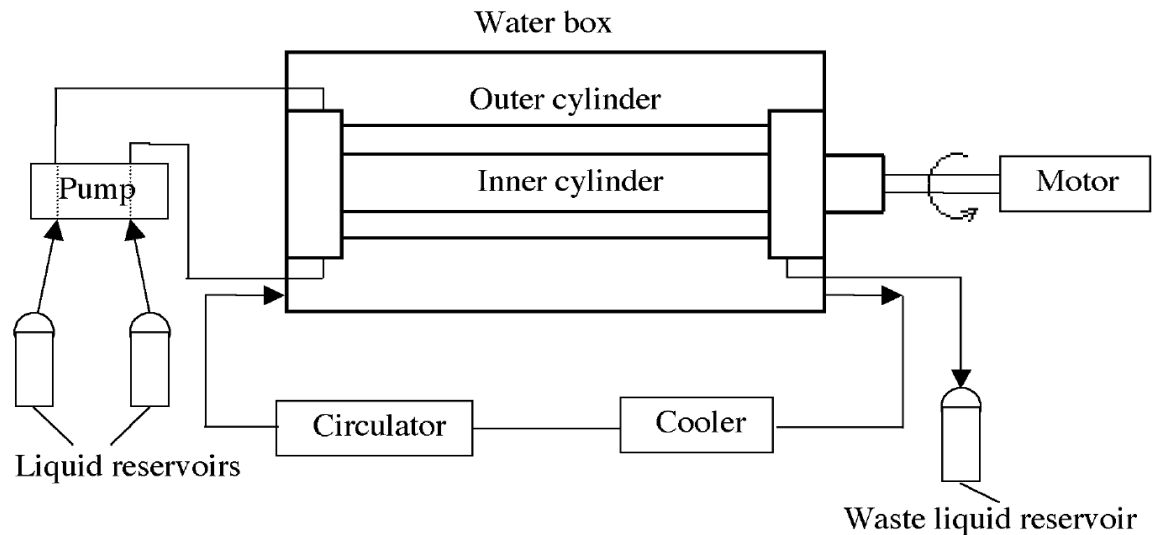 Water box
Outer cylinder
Pump
Inner cylinder
Motor
Circulator
Cooler
Liquid reservoirs
Waste liquid reservoir